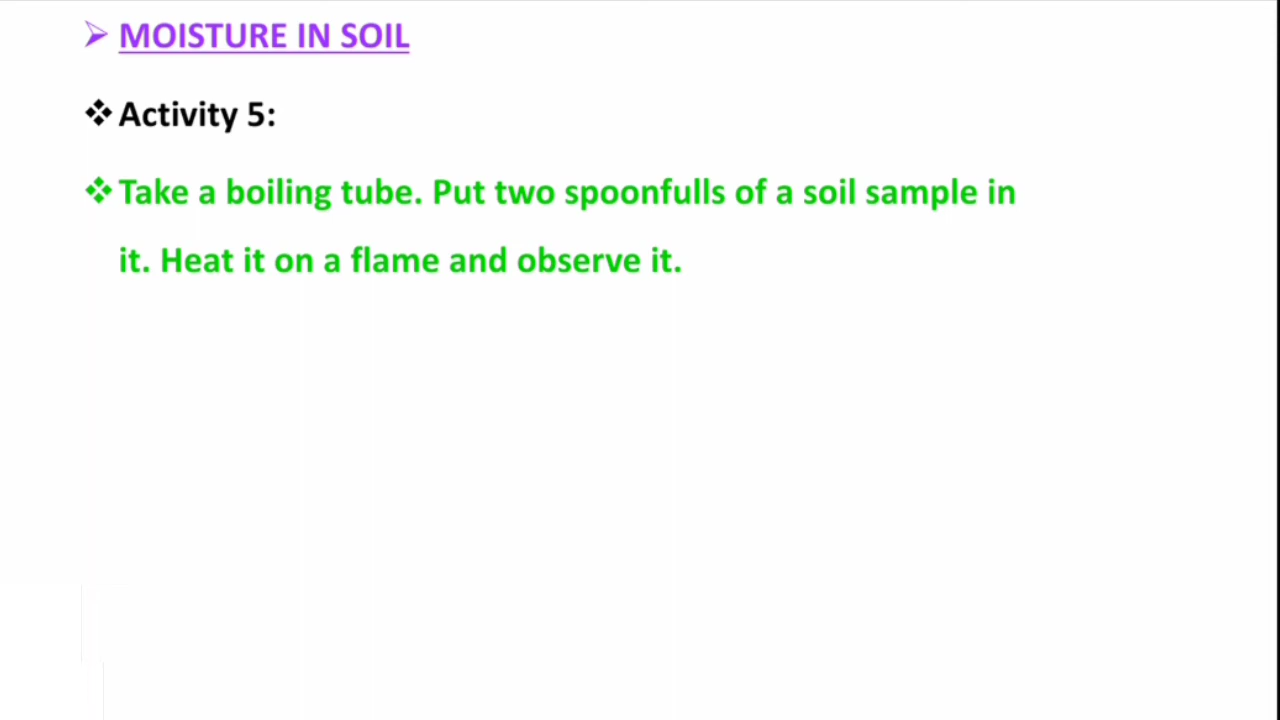 MOISTURE IN SOIL
Activity 5:
Take a boiling tube. Put two spoonfulls of a soil sample in
it. Heat it on a flame and observe it.